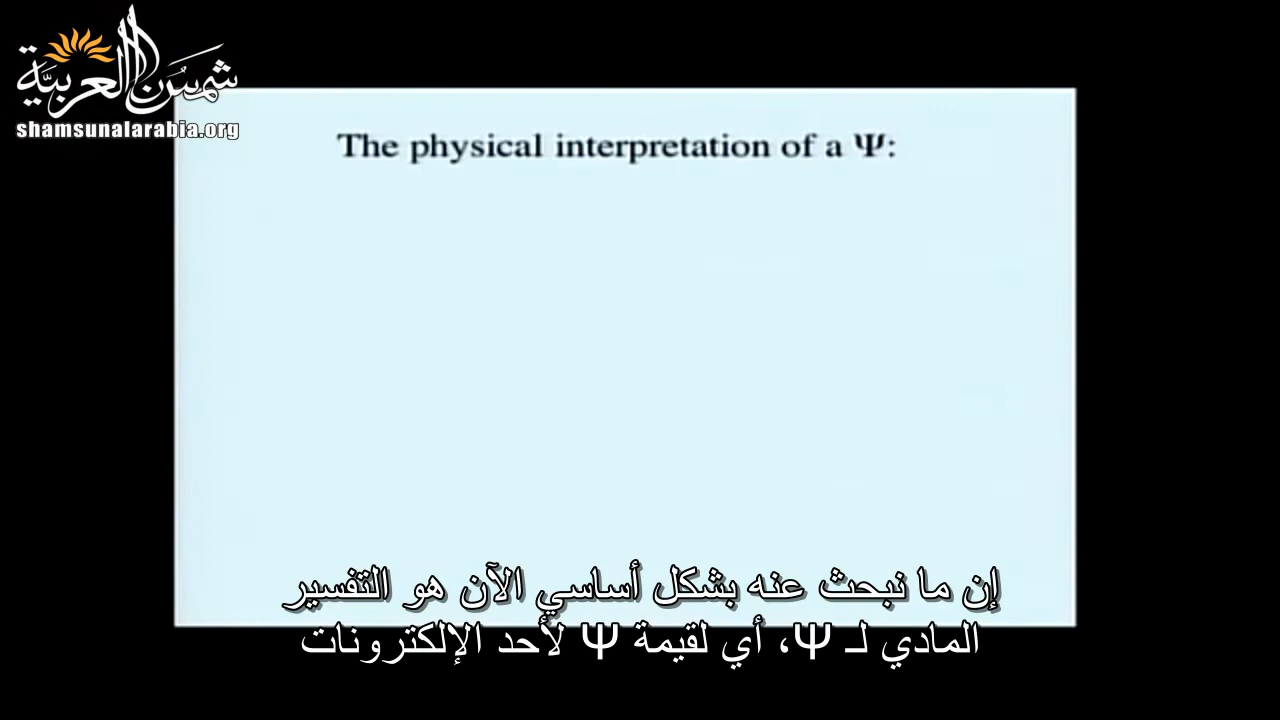 شمس العربية
shamsunalarabia.org
The physical interpretation of a Ψ:
إن ما نبحث عنه بشكل أساسي الآن هو التفسير
المادي لـ Ψ، أي لقيمة Ψ لأحد الإلكترونات